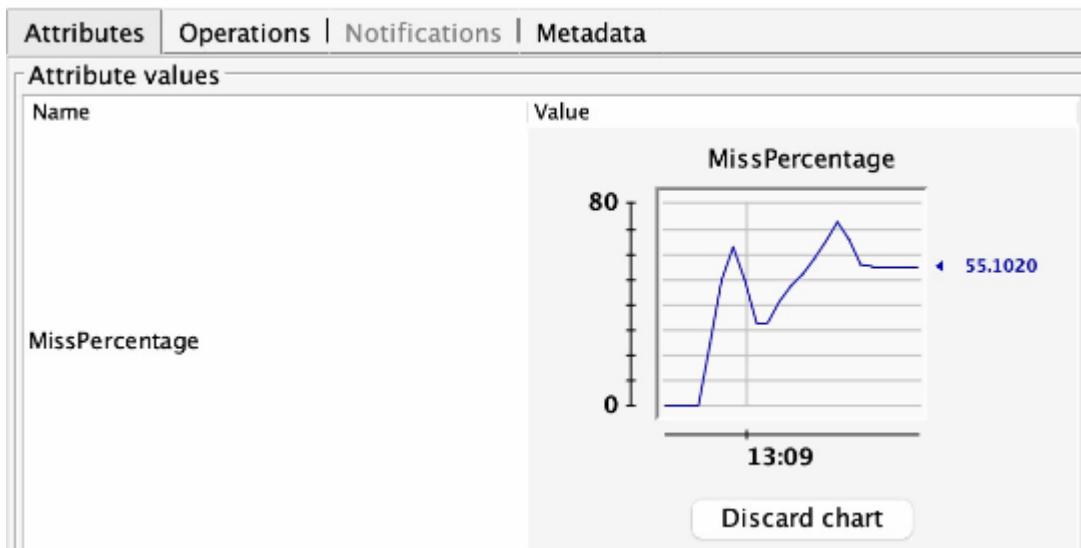 Attributes Operations Notifications Metadata
Attribute values
Name Value
MissPercentage
80
55.1020
MissPercentage
0
13:09
Discard chart